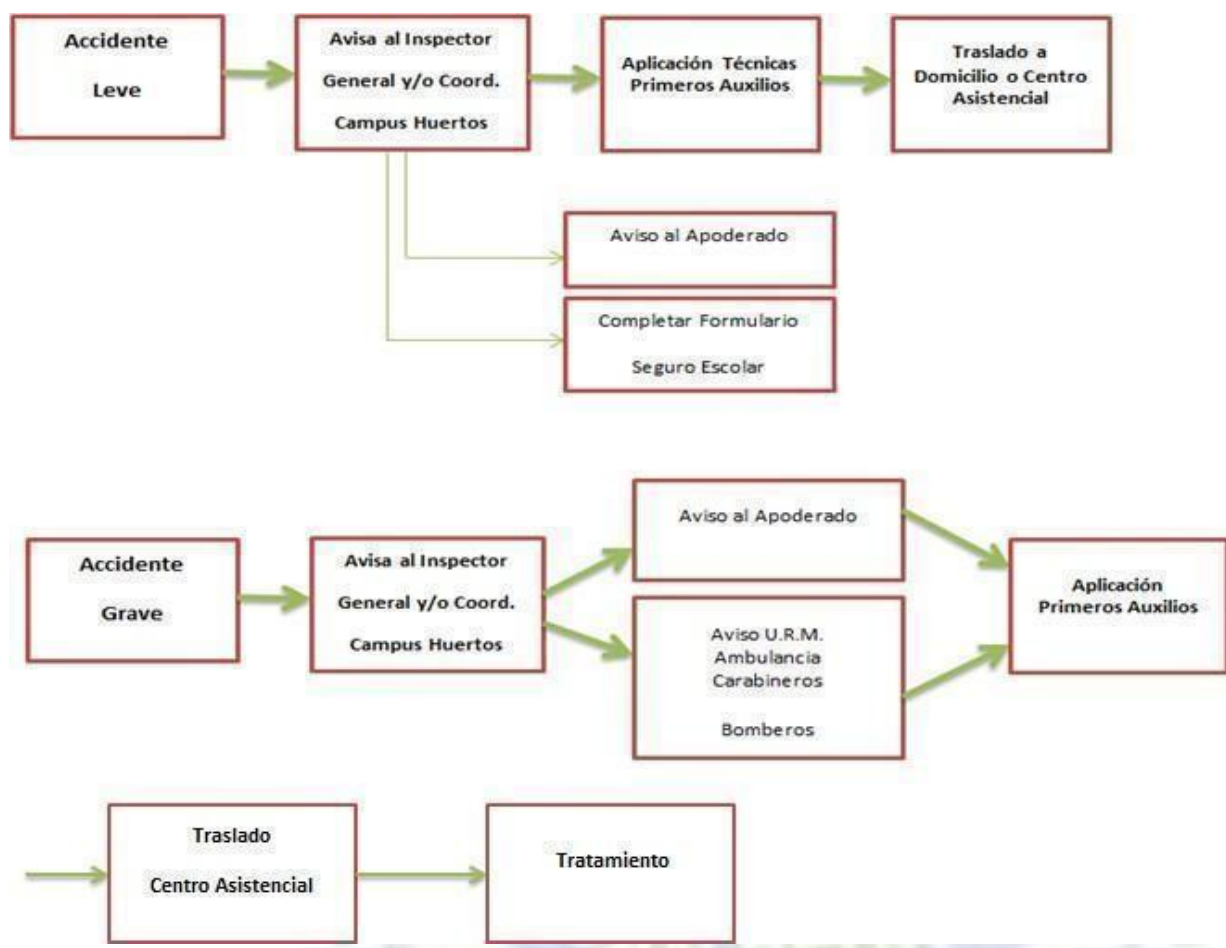 Accidente
Leve
Avisa al Inspector
General y/o Coord.
Campus Huertos
Aplicación Técnicas
Primeros Auxilios
Traslado a
Domicilio o Centro
Asistencial
Aviso al Apoderado
Completar Formulario
Seguro Escolar
Accidente
Grave
Avisa al Inspector
General y/o Coord.
Campus Huertos
Aviso al Apoderado
Aviso U.R.M.
Ambulancia
Carabineros
Bomberos
Aplicación
Primeros Auxilios
Traslado
Centro Asistencial
Tratamiento